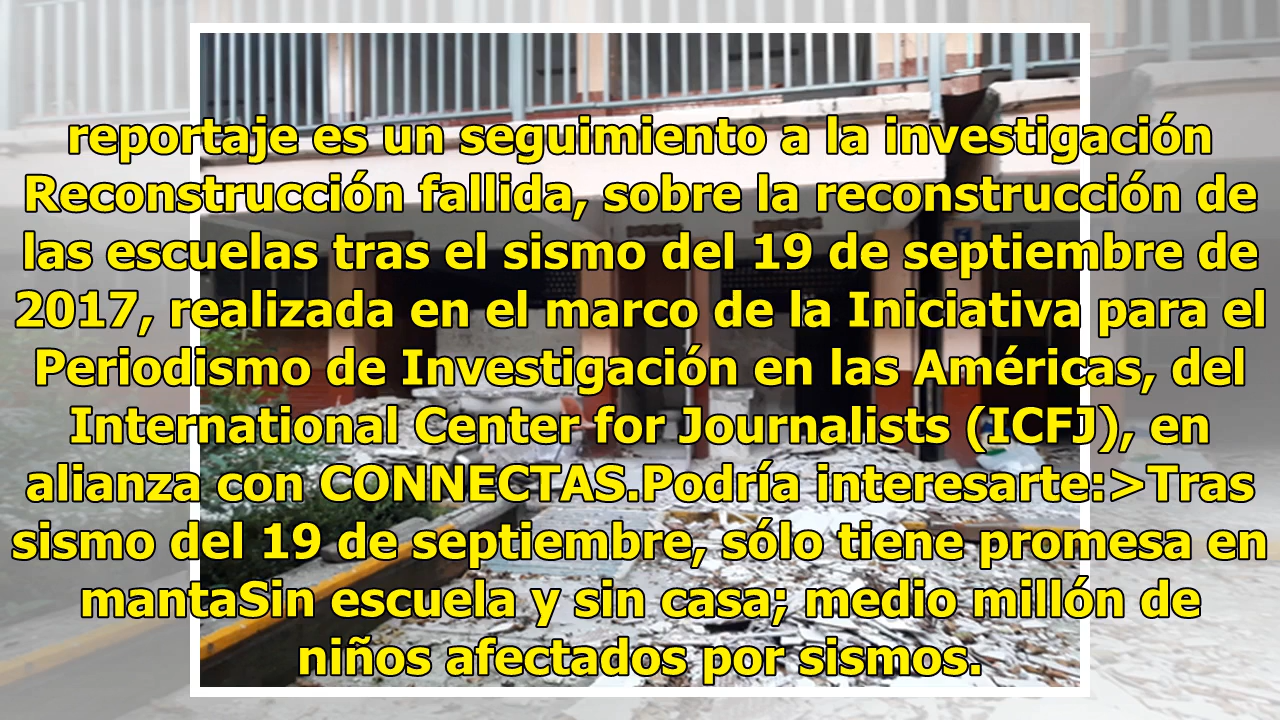 reportaje es un seguimiento a la investigación
Reconstrucción fallida, sobre la reconstrucción de
las escuelas tras el sismo del 19 de septiembre de
2017, realizada en el marco de la Iniciativa para el
Periodismo de Investigación en las Américas, del
International Center for Journalists (ICFJ), en
alianza con CONNECTAS.Podría interesarte:>Tras
sismo del 19 de septiembre, sólo tiene promesa en
mantaSin escuela y sin casa; medio millón de
niños afectados por sismos.